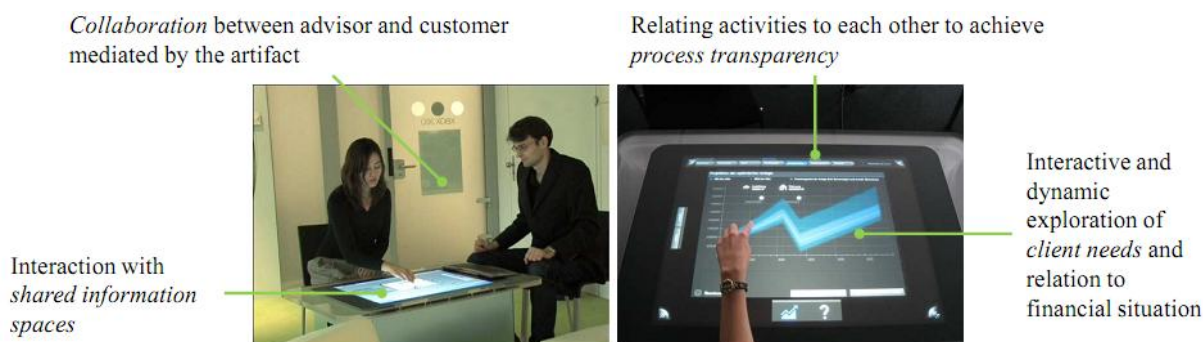 Collaboration between advisor and customer
mediated by the artifact
Relating activities to each other to achieve
process transparency
Interaction with
shared information
spaces
Interactive and
dynamic
exploration of
client needs and
relation to
financial situation
?